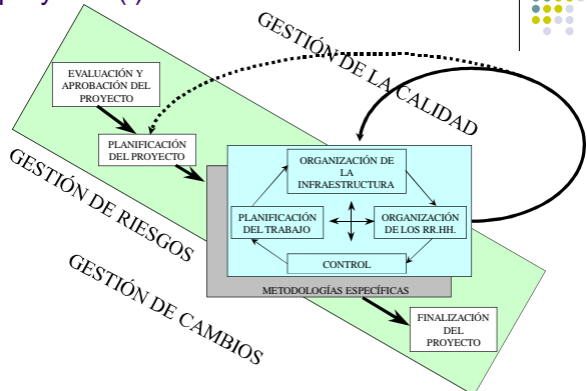 GESTIÓN DE LA CALIDAD
EVALUACIÓN Y
APROBACIÓN DEL
PROYECTO
PLANIFICACIÓN
DEL PROYECTO
ORGANIZACIÓN DE
LA
INFRAESTRUCTURA
PLANIFICACIÓN
DEL TRABAJO
ORGANIZACIÓN
DE LOS RR.HH.
CONTROL
METODOLOGÍAS ESPECÍFICAS
GESTIÓN DE RIESGOS
GESTIÓN DE CAMBIOS
FINALIZACIÓN
DEL
PROYECTO